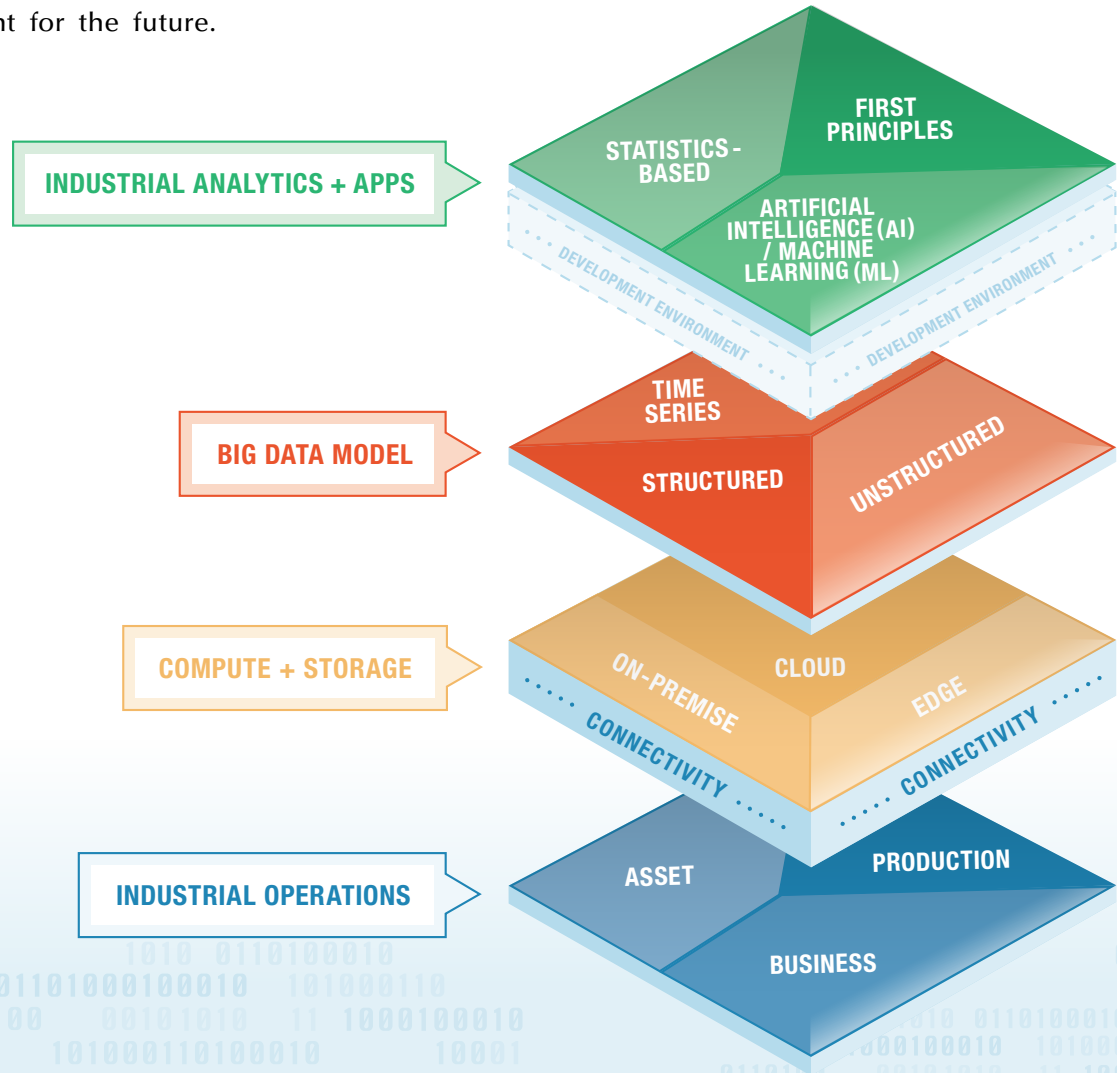 nt for the future.
INDUSTRIAL ANALYTICS + APPS
STATISTICS-
BASED
FIRST
PRINCIPLES
ARTIFICIAL
INTELLIGENCE (AI)
/ MACHINE
LEARNING (ML)
• • • DEVELOPMENT ENVIRONMENT • • •
• • • DEVELOPMENT ENVIRONMENT • • •
BIG DATA MODEL
TIME
SERIES
STRUCTURED
UNSTRUCTURED
COMPUTE + STORAGE
ON-PREMISE
CLOUD
EDGE
• • • • • CONNECTIVITY • • • • •
• • • • • CONNECTIVITY • • • • •
INDUSTRIAL OPERATIONS
ASSET
PRODUCTION
BUSINESS
1010 0110100010
01101000100010 101000110
00 00101010 11 1000100010
101000110100010 10001